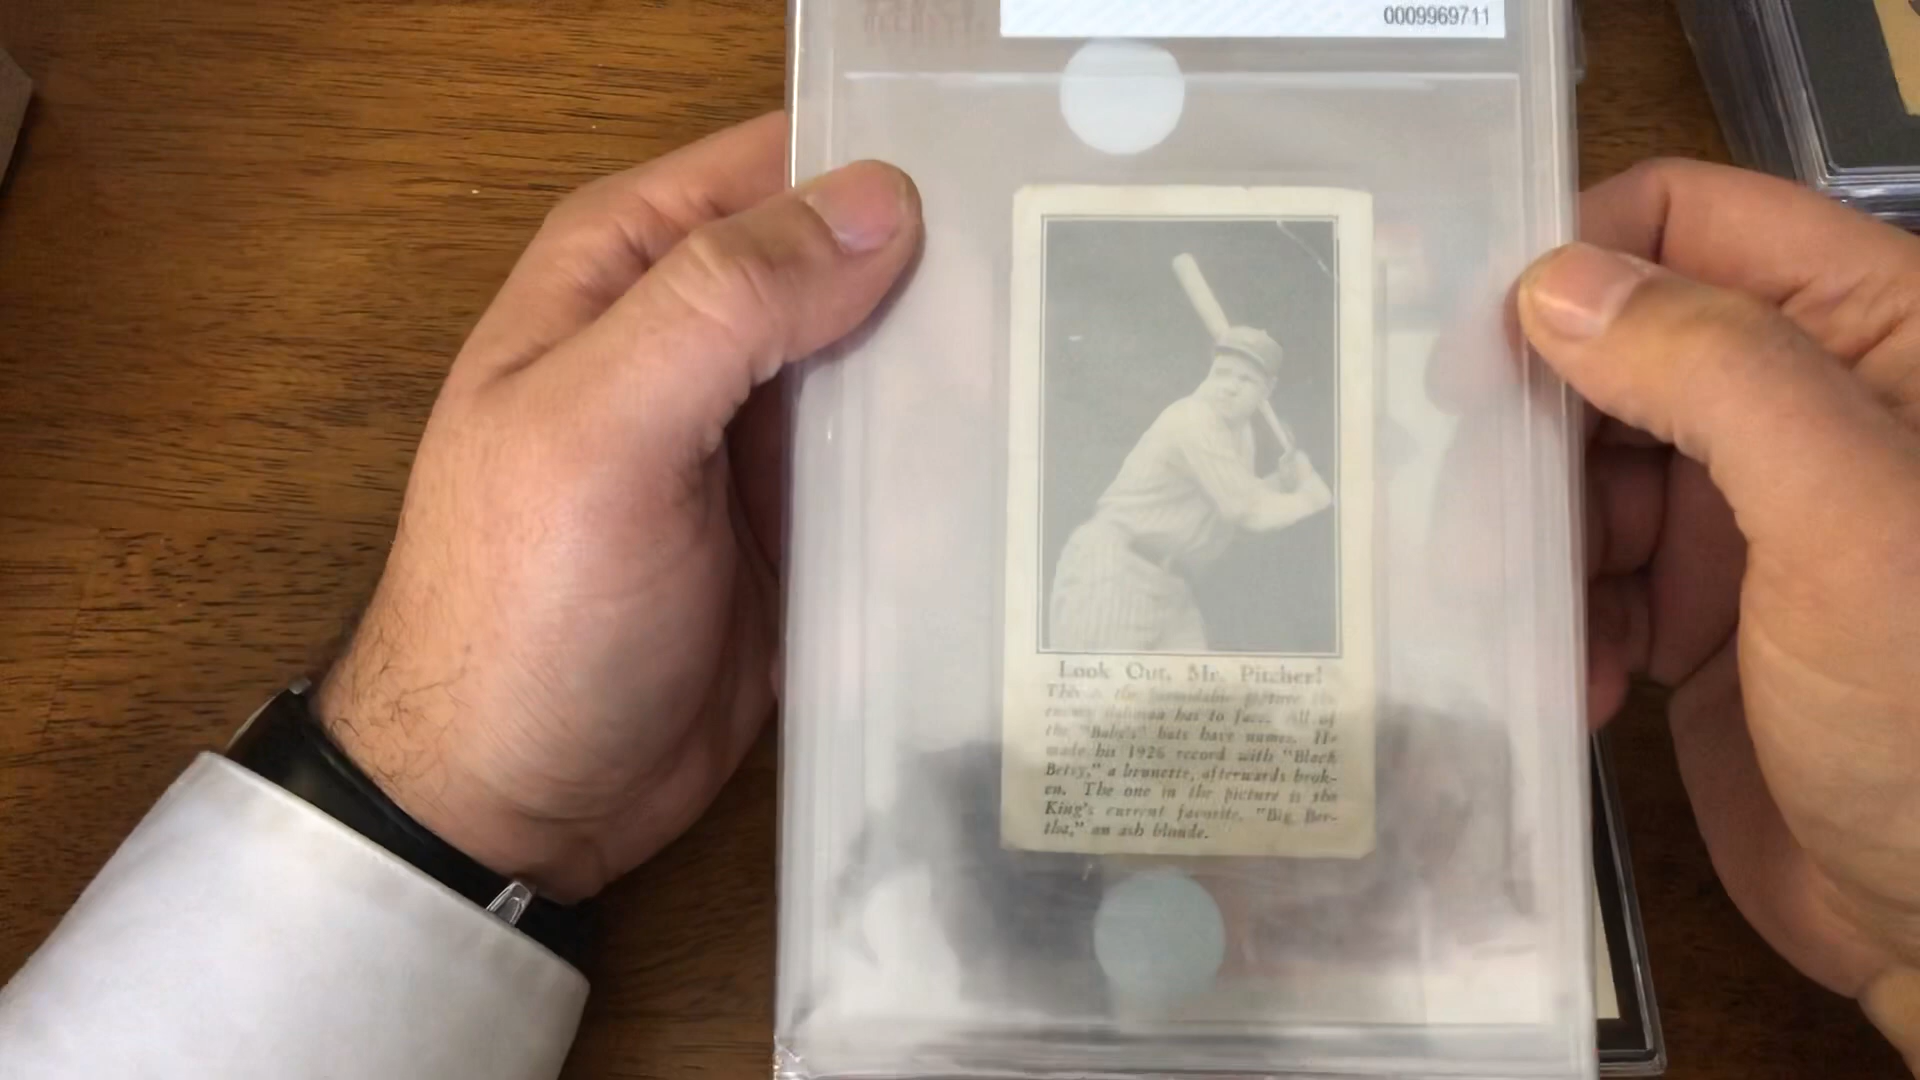 0009969711
Look Out, Mr. Pitcher!
This is the formidable picture the
enemy has to face. All of
the "Baby's" bats have names. He
made his 1926 record with "Black
Betsy," a brunette, afterwards brok-
en. The one in the picture is the
King's current favorite, "Big Ber-
tha," an ash blonde.